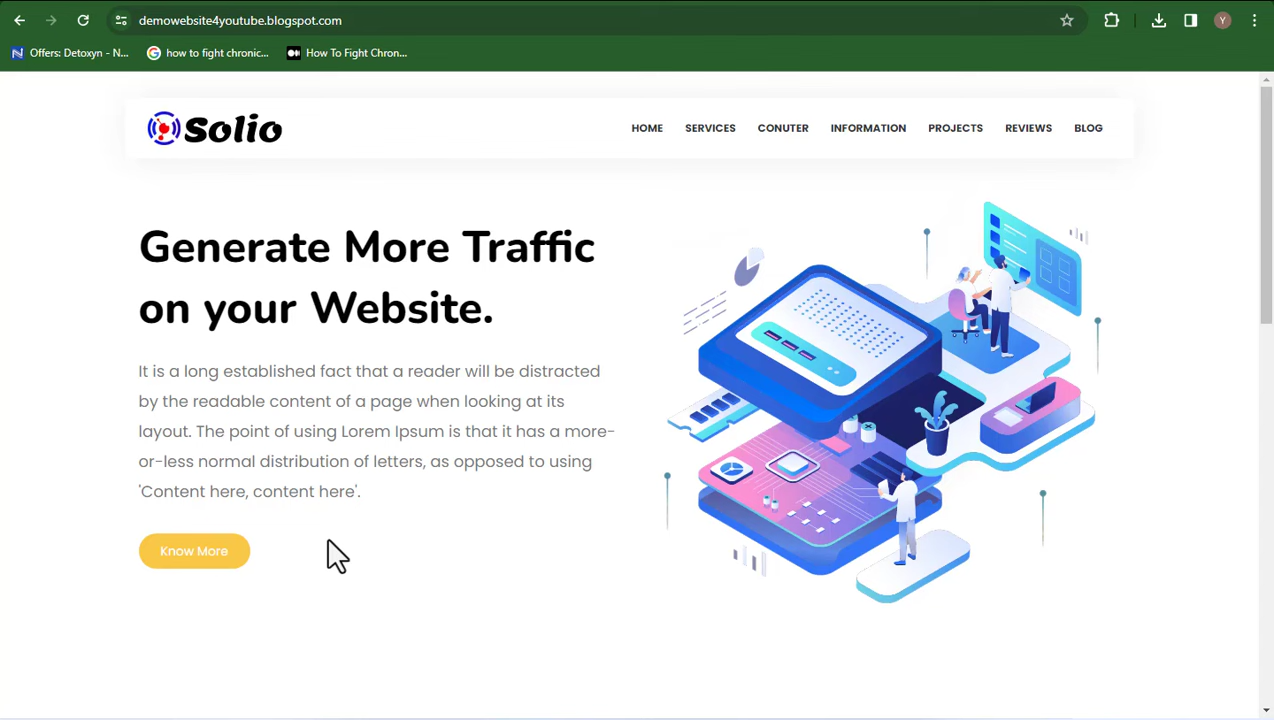 demowebsite4youtube.blogspot.com
Y
N Offers: Detoxyn - N...
how to fight chronic...
How To Fight Chron...
Solio
HOME SERVICES CONUTER INFORMATION PROJECTS REVIEWS BLOG
Generate More Traffic
on your Website.
It is a long established fact that a reader will be distracted
by the readable content of a page when looking at its
layout. The point of using Lorem Ipsum is that it has a more-
or-less normal distribution of letters, as opposed to using
'Content here, content here'.
Know More